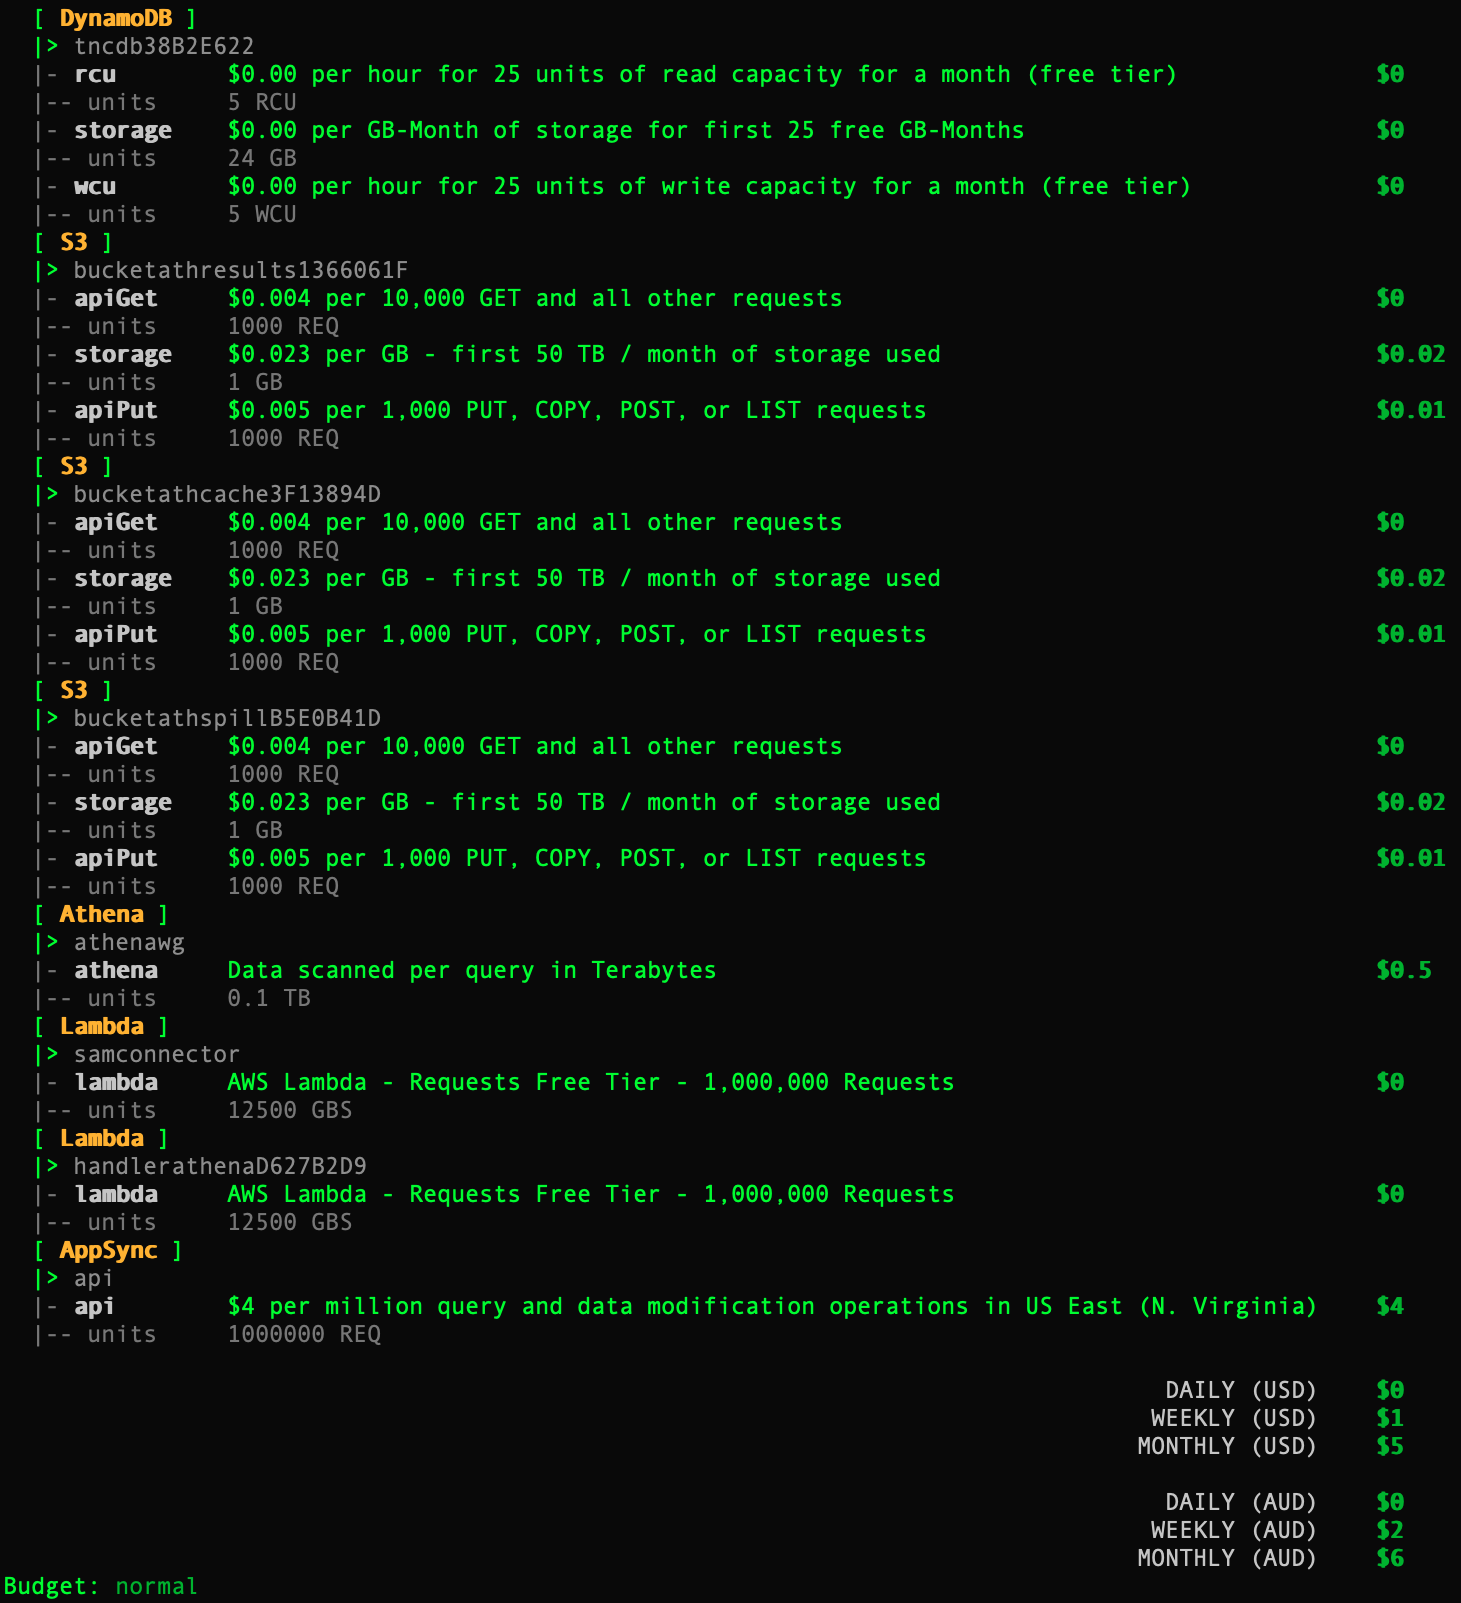 [ DynamoDB ]
|> tncdb38B2E622
|- rcu $0.00 per hour for 25 units of read capacity for a month (free tier) $0
|-- units 5 RCU
|- storage $0.00 per GB-Month of storage for first 25 free GB-Months $0
|-- units 24 GB
|- wcu $0.00 per hour for 25 units of write capacity for a month (free tier) $0
|-- units 5 WCU
[ S3 ]
|> bucketathresults1366061F
|- apiGet $0.004 per 10,000 GET and all other requests $0
|-- units 1000 REQ
|- storage $0.023 per GB - first 50 TB / month of storage used $0.02
|-- units 1 GB
|- apiPut $0.005 per 1,000 PUT, COPY, POST, or LIST requests $0.01
|-- units 1000 REQ
[ S3 ]
|> bucketathcache3F13894D
|- apiGet $0.004 per 10,000 GET and all other requests $0
|-- units 1000 REQ
|- storage $0.023 per GB - first 50 TB / month of storage used $0.02
|-- units 1 GB
|- apiPut $0.005 per 1,000 PUT, COPY, POST, or LIST requests $0.01
|-- units 1000 REQ
[ S3 ]
|> bucketathspillB5E0B41D
|- apiGet $0.004 per 10,000 GET and all other requests $0
|-- units 1000 REQ
|- storage $0.023 per GB - first 50 TB / month of storage used $0.02
|-- units 1 GB
|- apiPut $0.005 per 1,000 PUT, COPY, POST, or LIST requests $0.01
|-- units 1000 REQ
[ Athena ]
|> athenawg
|- athena Data scanned per query in Terabytes $0.5
|-- units 0.1 TB
[ Lambda ]
|> samconnector
|- lambda AWS Lambda - Requests Free Tier - 1,000,000 Requests $0
|-- units 12500 GBS
[ Lambda ]
|> handlerathenaD627B2D9
|- lambda AWS Lambda - Requests Free Tier - 1,000,000 Requests $0
|-- units 12500 GBS
[ AppSync ]
|> api
|- api $4 per million query and data modification operations in US East (N. Virginia) $4
|-- units 1000000 REQ
DAILY (USD) $0
WEEKLY (USD) $1
MONTHLY (USD) $5
DAILY (AUD) $0
WEEKLY (AUD) $2
MONTHLY (AUD) $6
Budget: normal